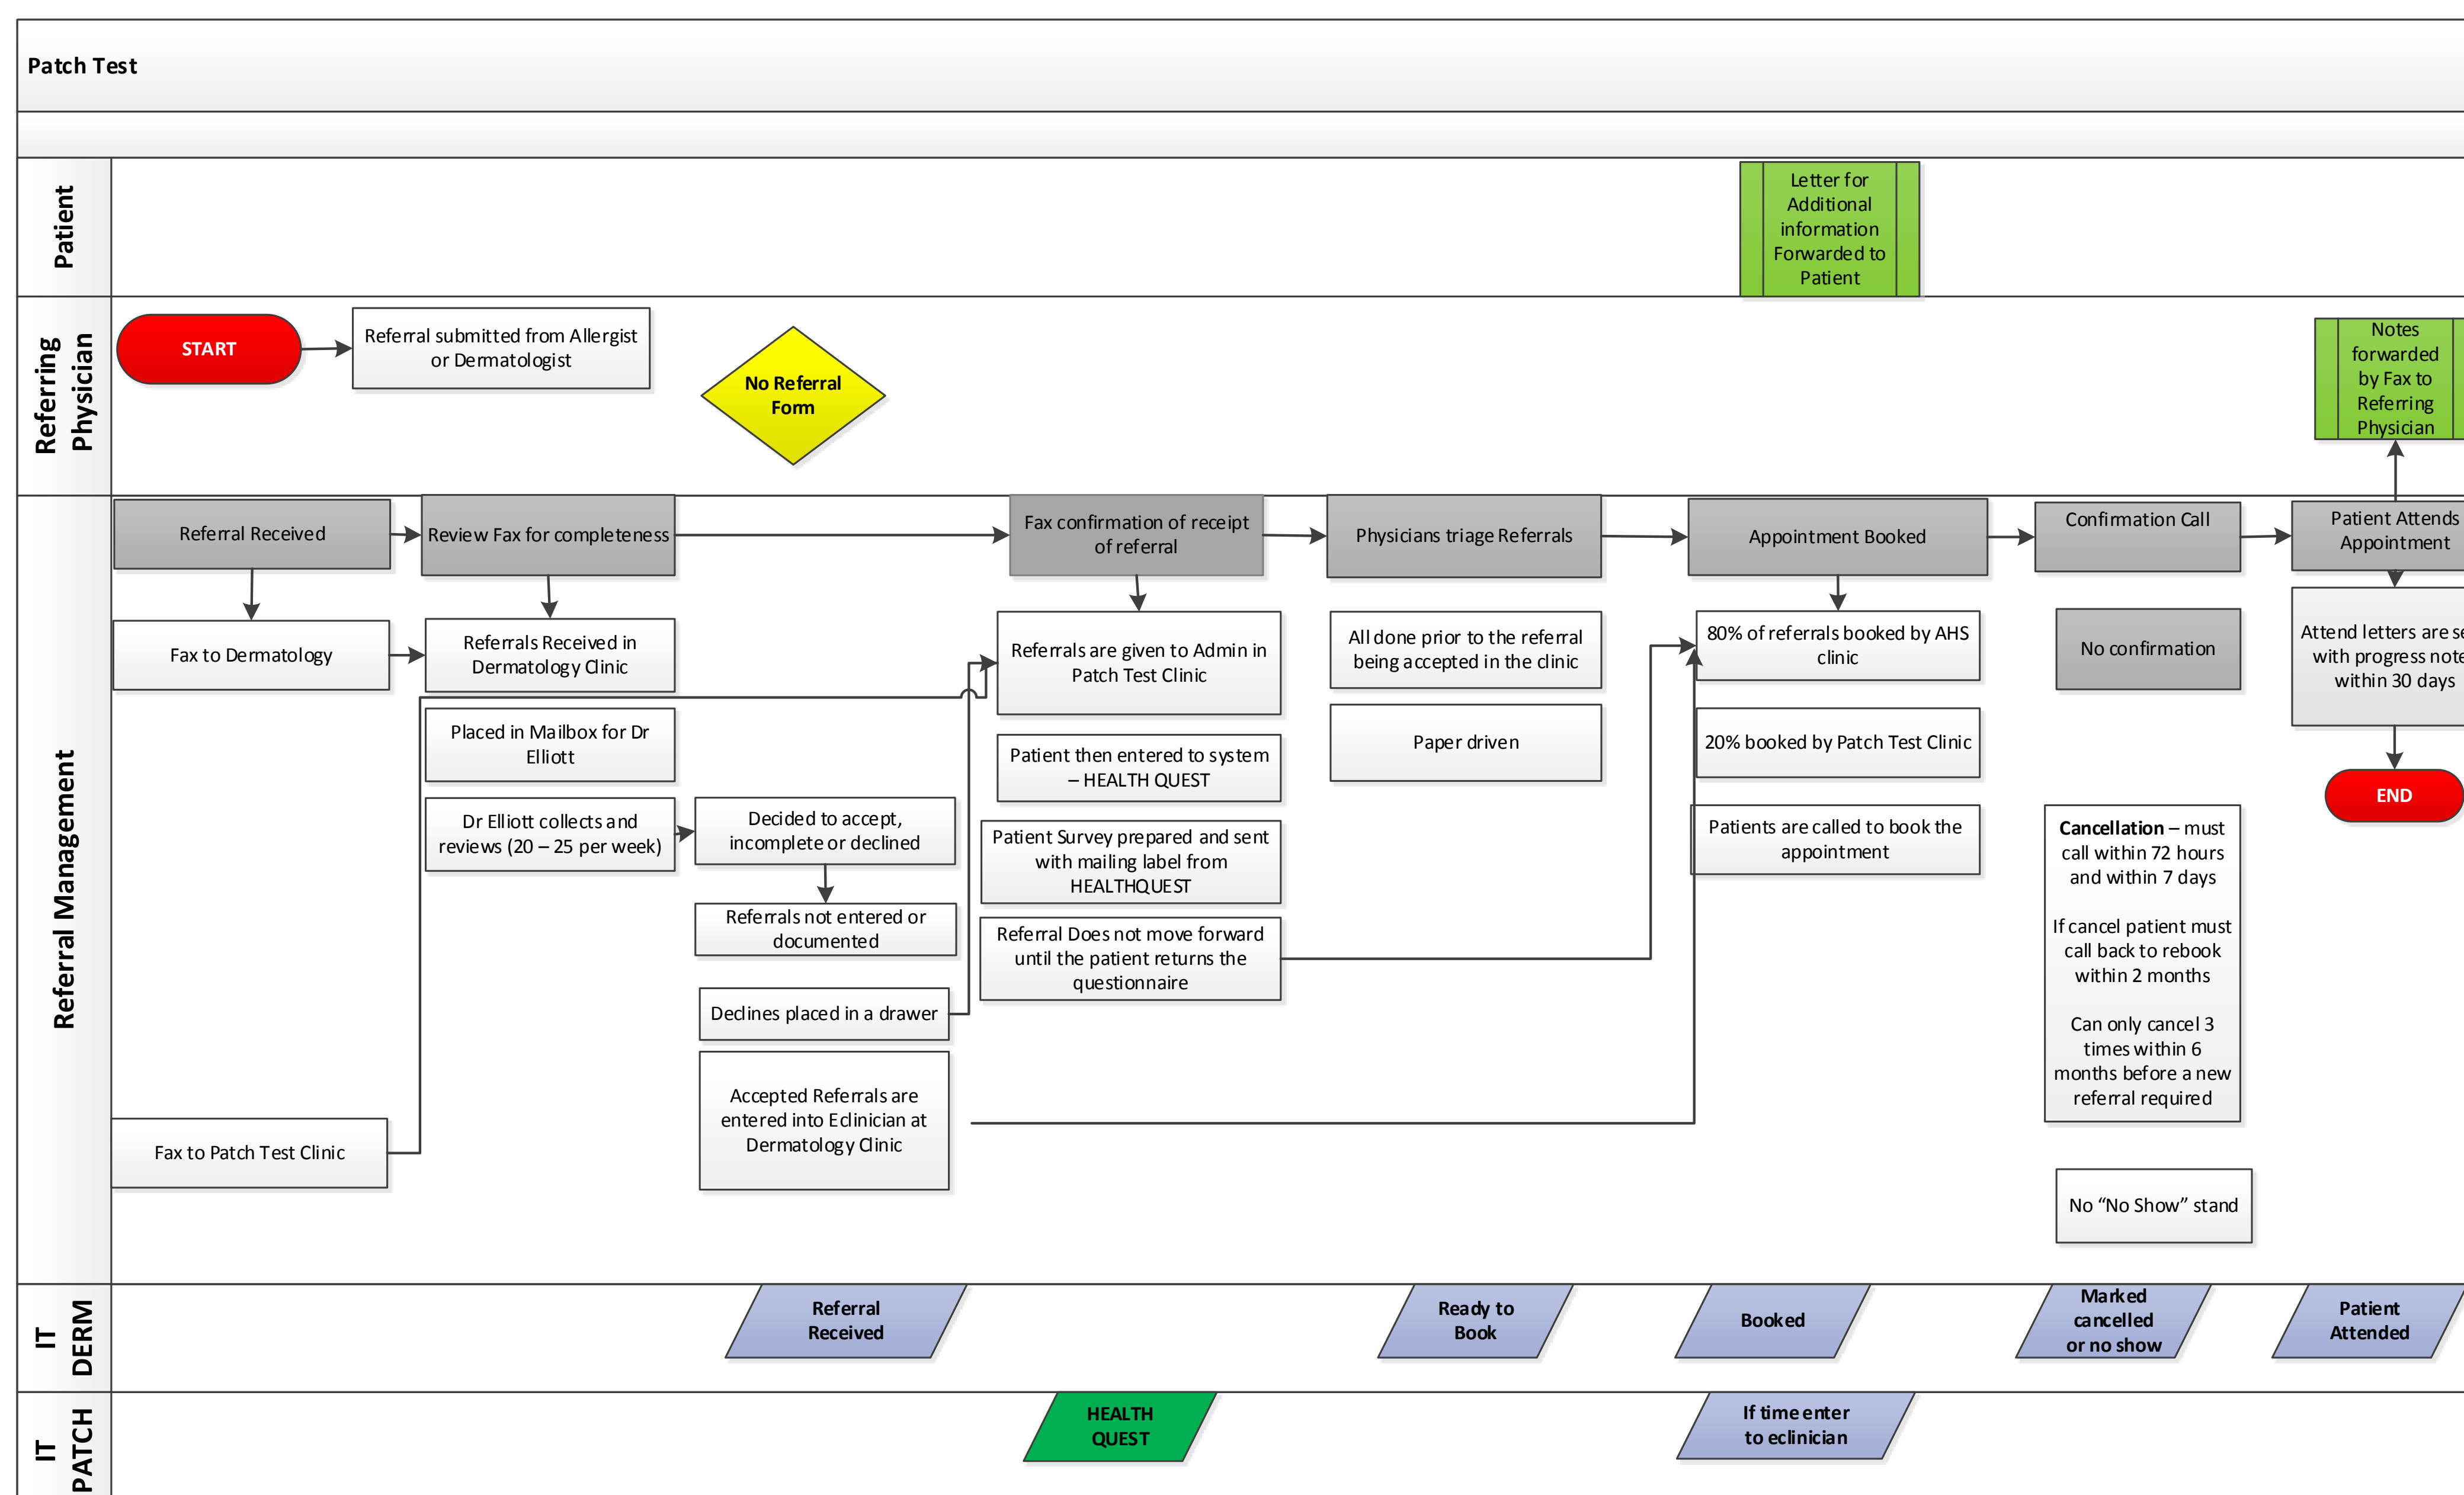 Patch Test
Patient
Letter for
Additional
information
Forwarded to
Patient
Referring
Physician
START
Referral submitted from Allergist
or Dermatologist
No Referral
Form
Notes
forwarded
by Fax to
Referring
Physician
Referral Management
Referral Received
Review Fax for completeness
Fax confirmation of receipt
of referral
Physicians triage Referrals
Appointment Booked
Confirmation Call
Patient Attends
Appointment
Fax to Dermatology
Referrals Received in
Dermatology Clinic
Placed in Mailbox for Dr
Elliott
Dr Elliott collects and
reviews (20 – 25 per week)
Decided to accept,
incomplete or declined
Referrals not entered or
documented
Declines placed in a drawer
Accepted Referrals are
entered into Eclinician at
Dermatology Clinic
Fax to Patch Test Clinic
Referrals are given to Admin in
Patch Test Clinic
Patient then entered to system
– HEALTH QUEST
Patient Survey prepared and sent
with mailing label from
HEALTHQUEST
Referral Does not move forward
until the patient returns the
questionnaire
All done prior to the referral
being accepted in the clinic
Paper driven
80% of referrals booked by AHS
clinic
20% booked by Patch Test Clinic
Patients are called to book the
appointment
No confirmation
Cancellation – must
call within 72 hours
and within 7 days
If cancel patient must
call back to rebook
within 2 months
Can only cancel 3
times within 6
months before a new
referral required
No “No Show” stand
Attend letters are
with progress
within 30 days
END
IT
DERM
Referral
Received
Ready to
Book
Booked
Marked
cancelled
or no show
Patient
Attended
IT
PATCH
HEALTH
QUEST
If time enter
to eclinician